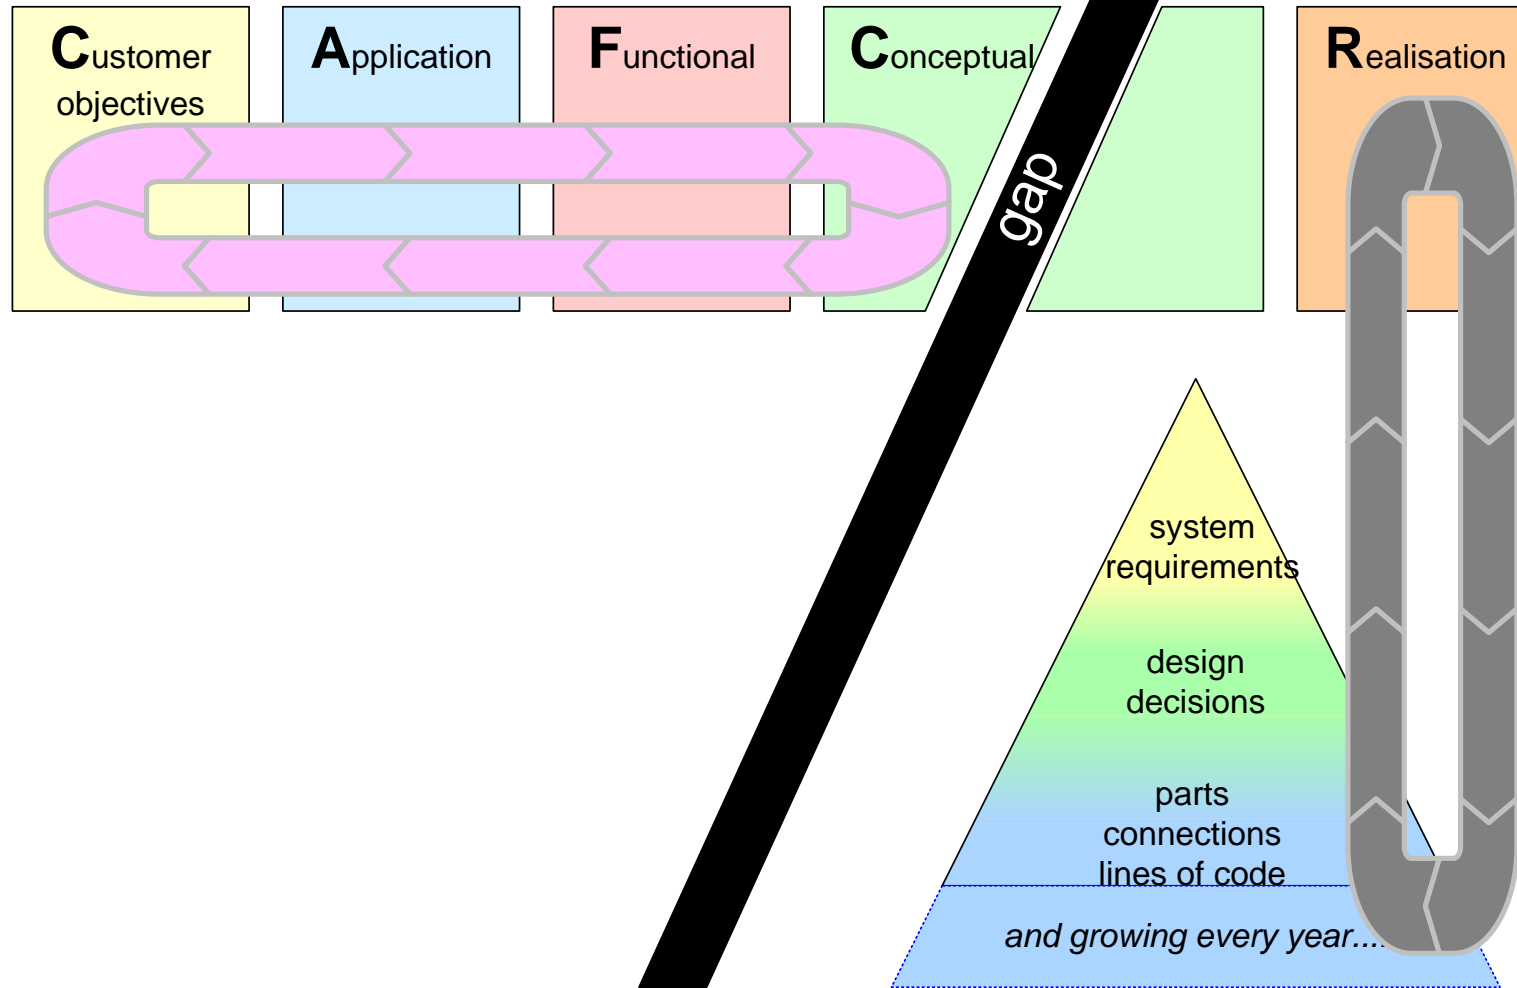 Customer
objectives
Application
Functional
Conceptual
Realisation
gap
system
requirements
design
decisions
parts
connections
lines of code
and growing every year....